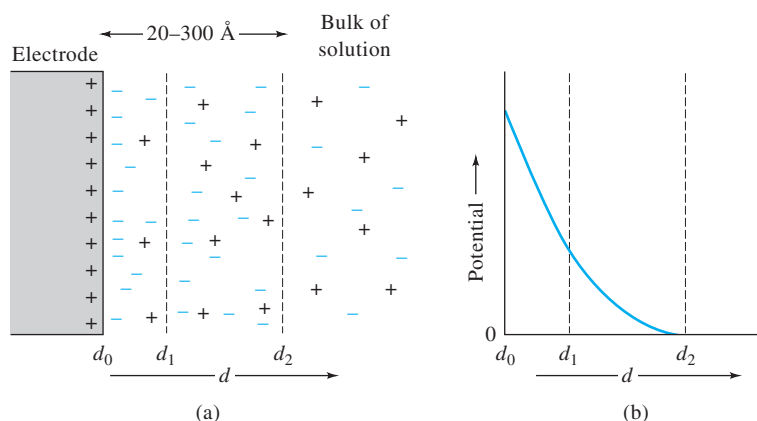 20–300 Å
Bulk of
solution
Electrode
d₀
d₁
d₂
d
(a)
Potential
0
d₀
d₁
d₂
d
(b)